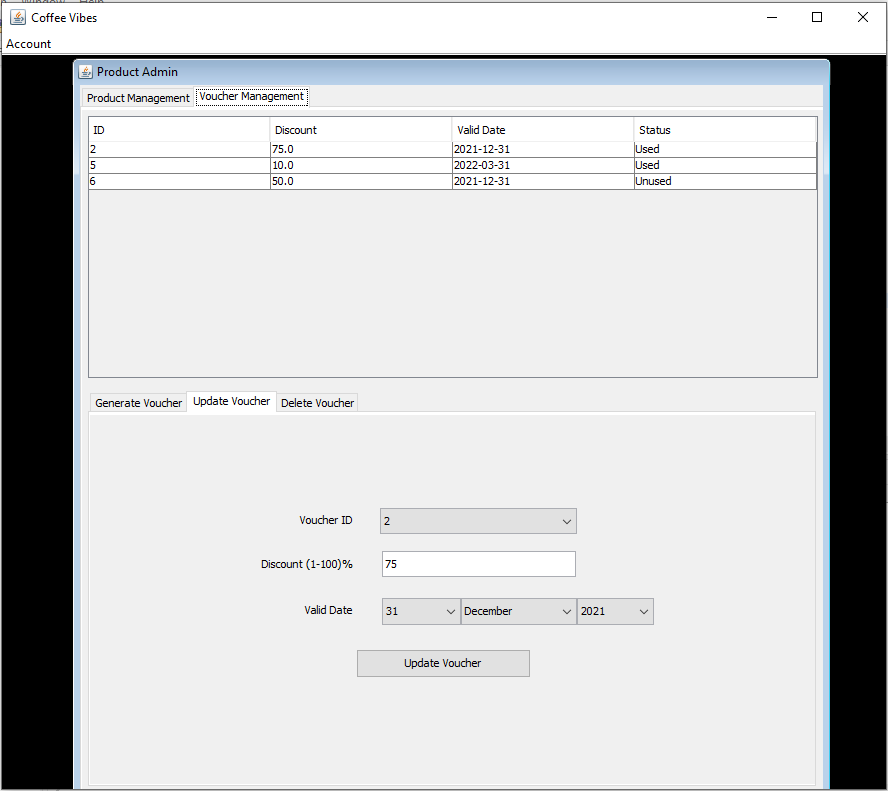 Coffee Vibes
Account
Product Admin
Product Management Voucher Management
ID Discount Valid Date Status
2 75.0 2021-12-31 Used
5 10.0 2022-03-31 Used
6 50.0 2021-12-31 Unused
Generate Voucher Update Voucher Delete Voucher
Voucher ID 2
Discount (1-100)% 75
Valid Date 31 December 2021
Update Voucher